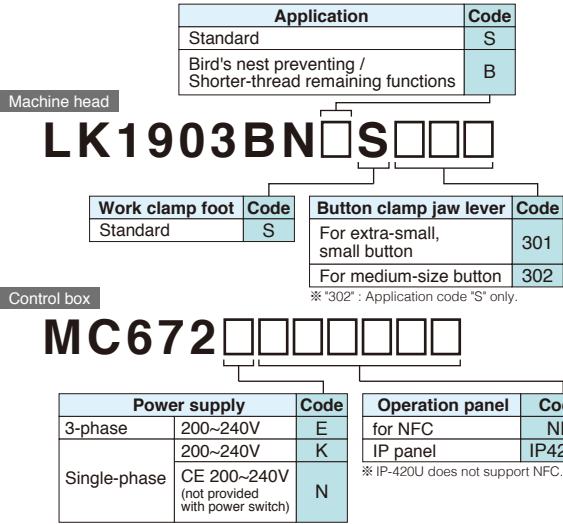 Application Code
Standard S
Bird's nest preventing /
Shorter-thread remaining functions B
Machine head
LK1903BN□S□□□
Work clamp foot Code
Standard S
Button clamp jaw lever Code
For extra-small,
small button 301
For medium-size button 302
※"302" : Application code "S" only.
Control box
MC672□□□□□□□
Power supply Code
3-phase 200~240V E
Single-phase 200~240V K
CE 200~240V
(not provided
with power switch) N
Operation panel
for NFC
IP panel
※IP-420U does not support NFC.